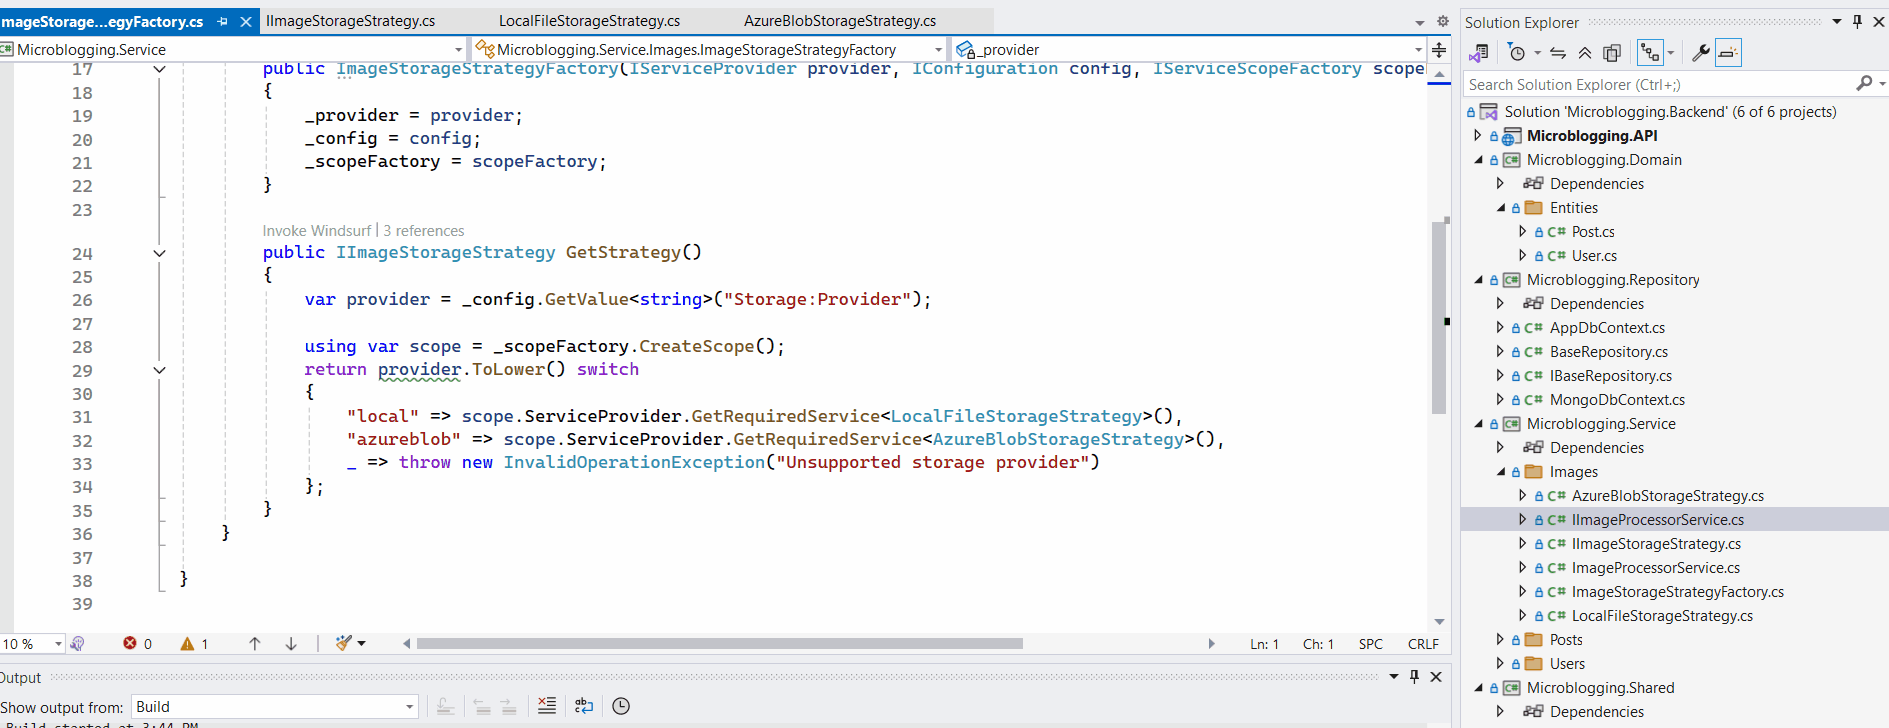 mageStorage...egyFactory.cs
IImageStorageStrategy.cs
LocalFileStorageStrategy.cs
AzureBlobStorageStrategy.cs
Microblogging.Service
Microblogging.Service.Images.ImageStorageStrategyFactory
_provider
17 public ImageStorageStrategyFactory(IServiceProvider provider, IConfiguration config, IServiceScopeFactory scope
18 {
19 _provider = provider;
20 _config = config;
21 _scopeFactory = scopeFactory;
22 }
23
Invoke Windsurf | 3 references
24 public IImageStorageStrategy GetStrategy()
25 {
26 var provider = _config.GetValue<string>("Storage:Provider");
27
28 using var scope = _scopeFactory.CreateScope();
29 return provider.ToLower() switch
30 {
31 "local" => scope.ServiceProvider.GetRequiredService<LocalFileStorageStrategy>(),
32 "azureblob" => scope.ServiceProvider.GetRequiredService<AzureBlobStorageStrategy>(),
33 _ => throw new InvalidOperationException("Unsupported storage provider")
34 };
35 }
36 }
37
38 }
39
10 %
0
1
Ln: 1
Ch: 1
SPC
CRLF
Output
Show output from:
Build
Build started at 3:44 PM
Solution Explorer
Search Solution Explorer (Ctrl+;)
Solution 'Microblogging.Backend' (6 of 6 projects)
Microblogging.API
C# Microblogging.Domain
Dependencies
Entities
C# Post.cs
C# User.cs
C# Microblogging.Repository
Dependencies
C# AppDbContext.cs
C# BaseRepository.cs
C# IBaseRepository.cs
C# MongoDbContext.cs
C# Microblogging.Service
Dependencies
Images
C# AzureBlobStorageStrategy.cs
C# IImageProcessorService.cs
C# IImageStorageStrategy.cs
C# ImageProcessorService.cs
C# ImageStorageStrategyFactory.cs
C# LocalFileStorageStrategy.cs
Posts
Users
C# Microblogging.Shared
Dependencies